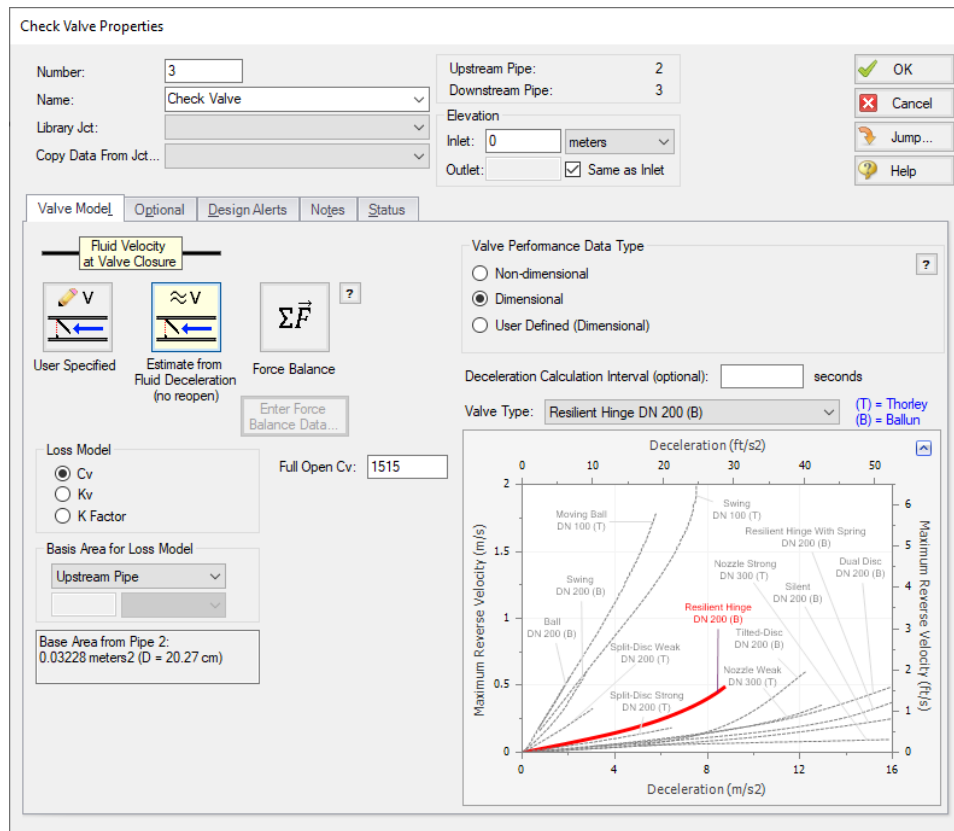 Check Valve Properties
Number:
3
Name:
Check Valve
Library Jct:
Copy Data From Jct...
Upstream Pipe: 2
Downstream Pipe: 3
Elevation
Inlet: 0 meters
Outlet: Same as Inlet
OK
Cancel
Jump...
Help
Valve Model Optional Design Alerts Notes Status
Fluid Velocity
at Valve Closure
V
≈V
ΣF⃗
?
User Specified
Estimate from
Fluid Deceleration
(no reopen)
Force Balance
Enter Force
Balance Data...
Loss Model
Cv
Kv
K Factor
Full Open Cv: 1515
Basis Area for Loss Model
Upstream Pipe
Base Area from Pipe 2:
0.03228 meters2 (D = 20.27 cm)
Valve Performance Data Type
?
Non-dimensional
Dimensional
User Defined (Dimensional)
Deceleration Calculation Interval (optional): seconds
Valve Type: Resilient Hinge DN 200 (B)
(T) = Thorley
(B) = Ballun
Deceleration (ft/s2)
0 10 20 30 40 50
Maximum Reverse Velocity (m/s)
2
1.5
1
0.5
0
Moving Ball
DN 100 (T)
Swing
DN 100 (T)
Resilient Hinge With Spring
DN 200 (B)
Dual Disc
DN 200 (B)
Nozzle Strong
DN 300 (T)
Silent
DN 200 (B)
Swing
DN 200 (B)
Resilient Hinge
DN 200 (B)
Ball
DN 200 (B)
Tilted-Disc
DN 200 (B)
Split-Disc Weak
DN 200 (T)
Nozzle Weak
DN 300 (T)
Split-Disc Strong
DN 200 (T)
6
5
4
3
2
1
0
Maximum Reverse Velocity (ft/s)
0 4 8 12 16
Deceleration (m/s2)